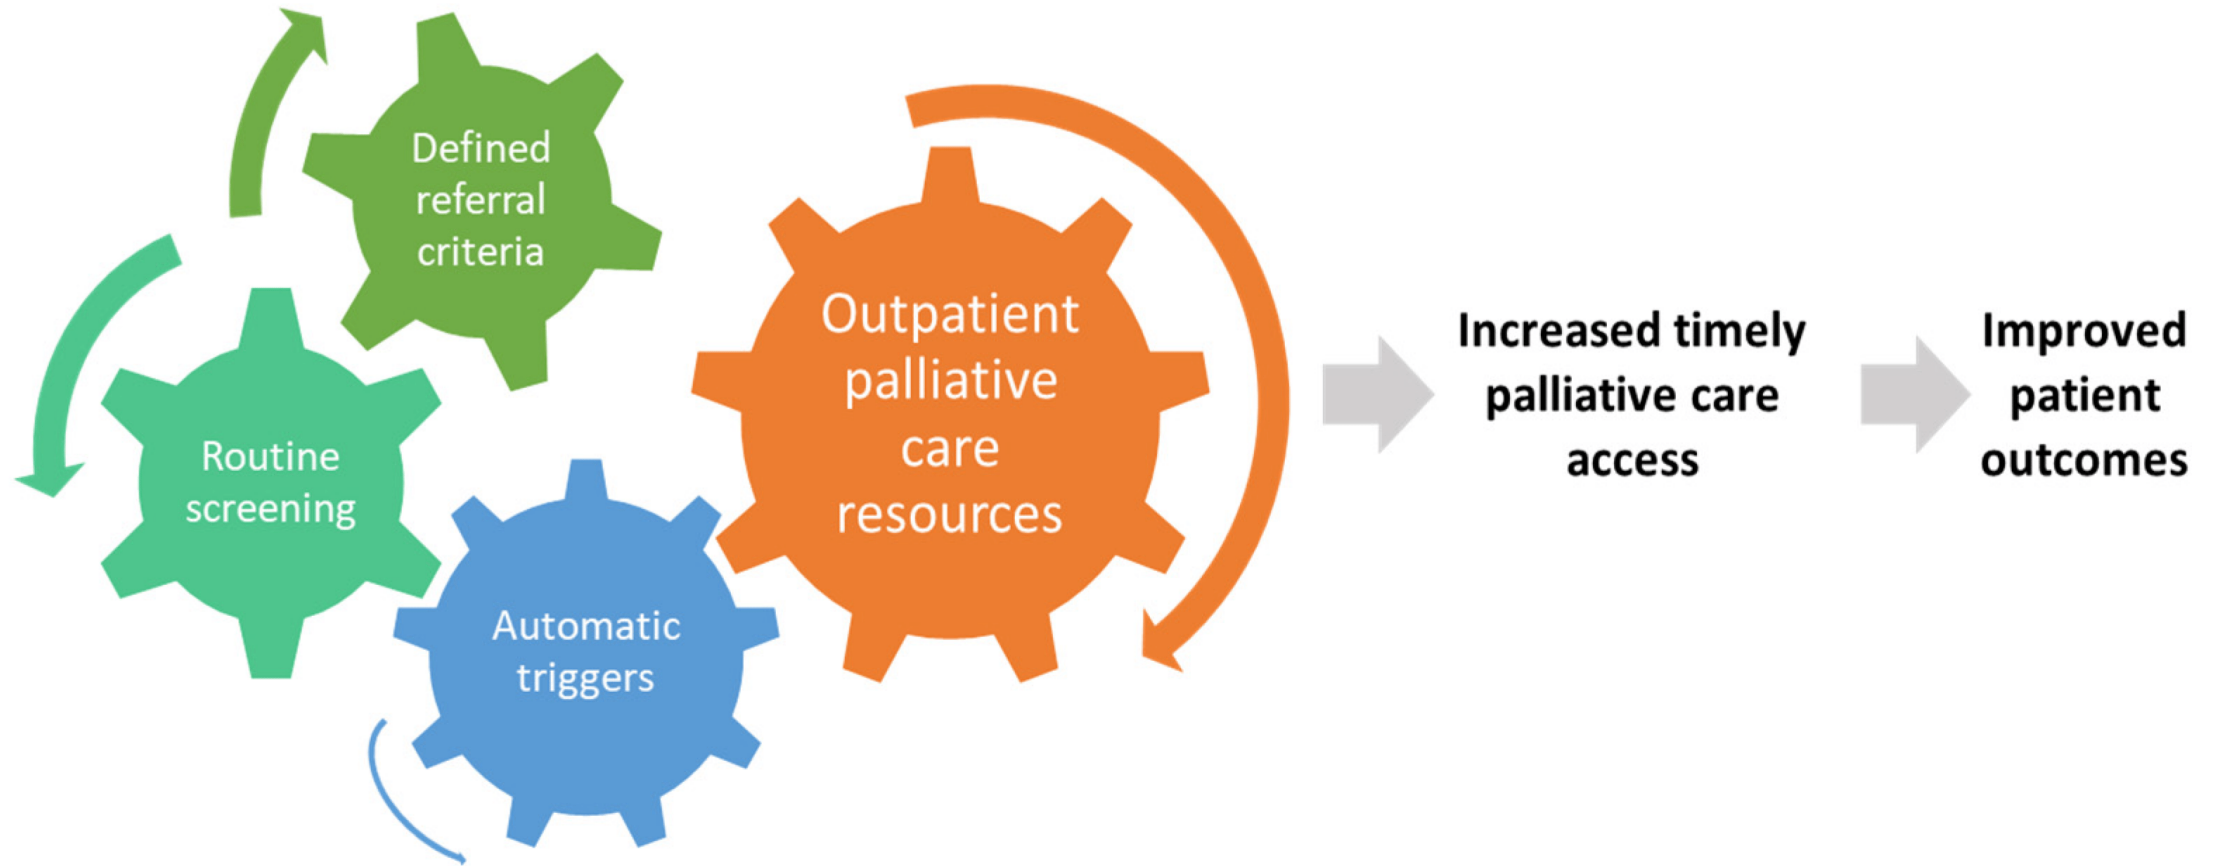 Defined
referral
criteria
Routine
screening
Automatic
triggers
Outpatient
palliative
care
resources
Increased timely
palliative care
access
Improved
patient
outcomes